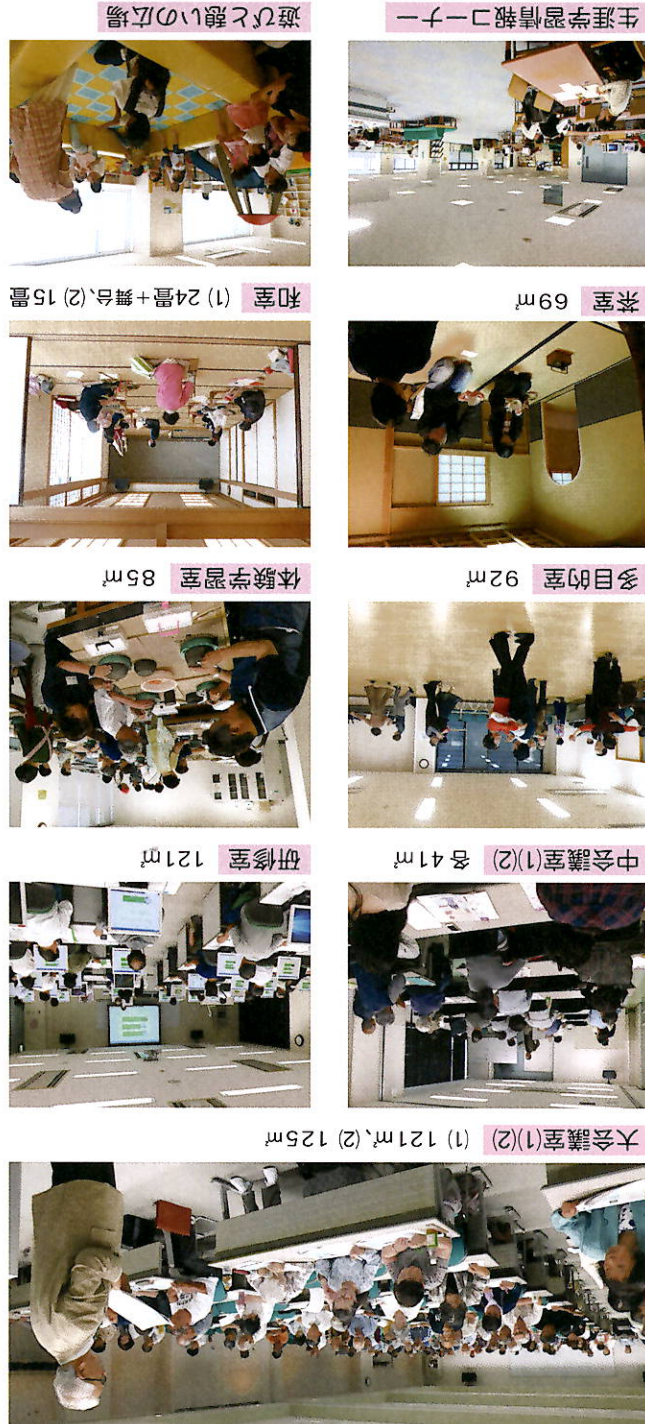 大会議室(1)(2) (1) 121㎡、(2) 125㎡
中会議室(1)(2) 各41㎡
研修室 121㎡
多目的室 92㎡
体験学習室 85㎡
茶室 69㎡
和室 (1) 24畳+舞台、(2) 15畳
生涯学習情報コーナー
遊びと憩いの広場